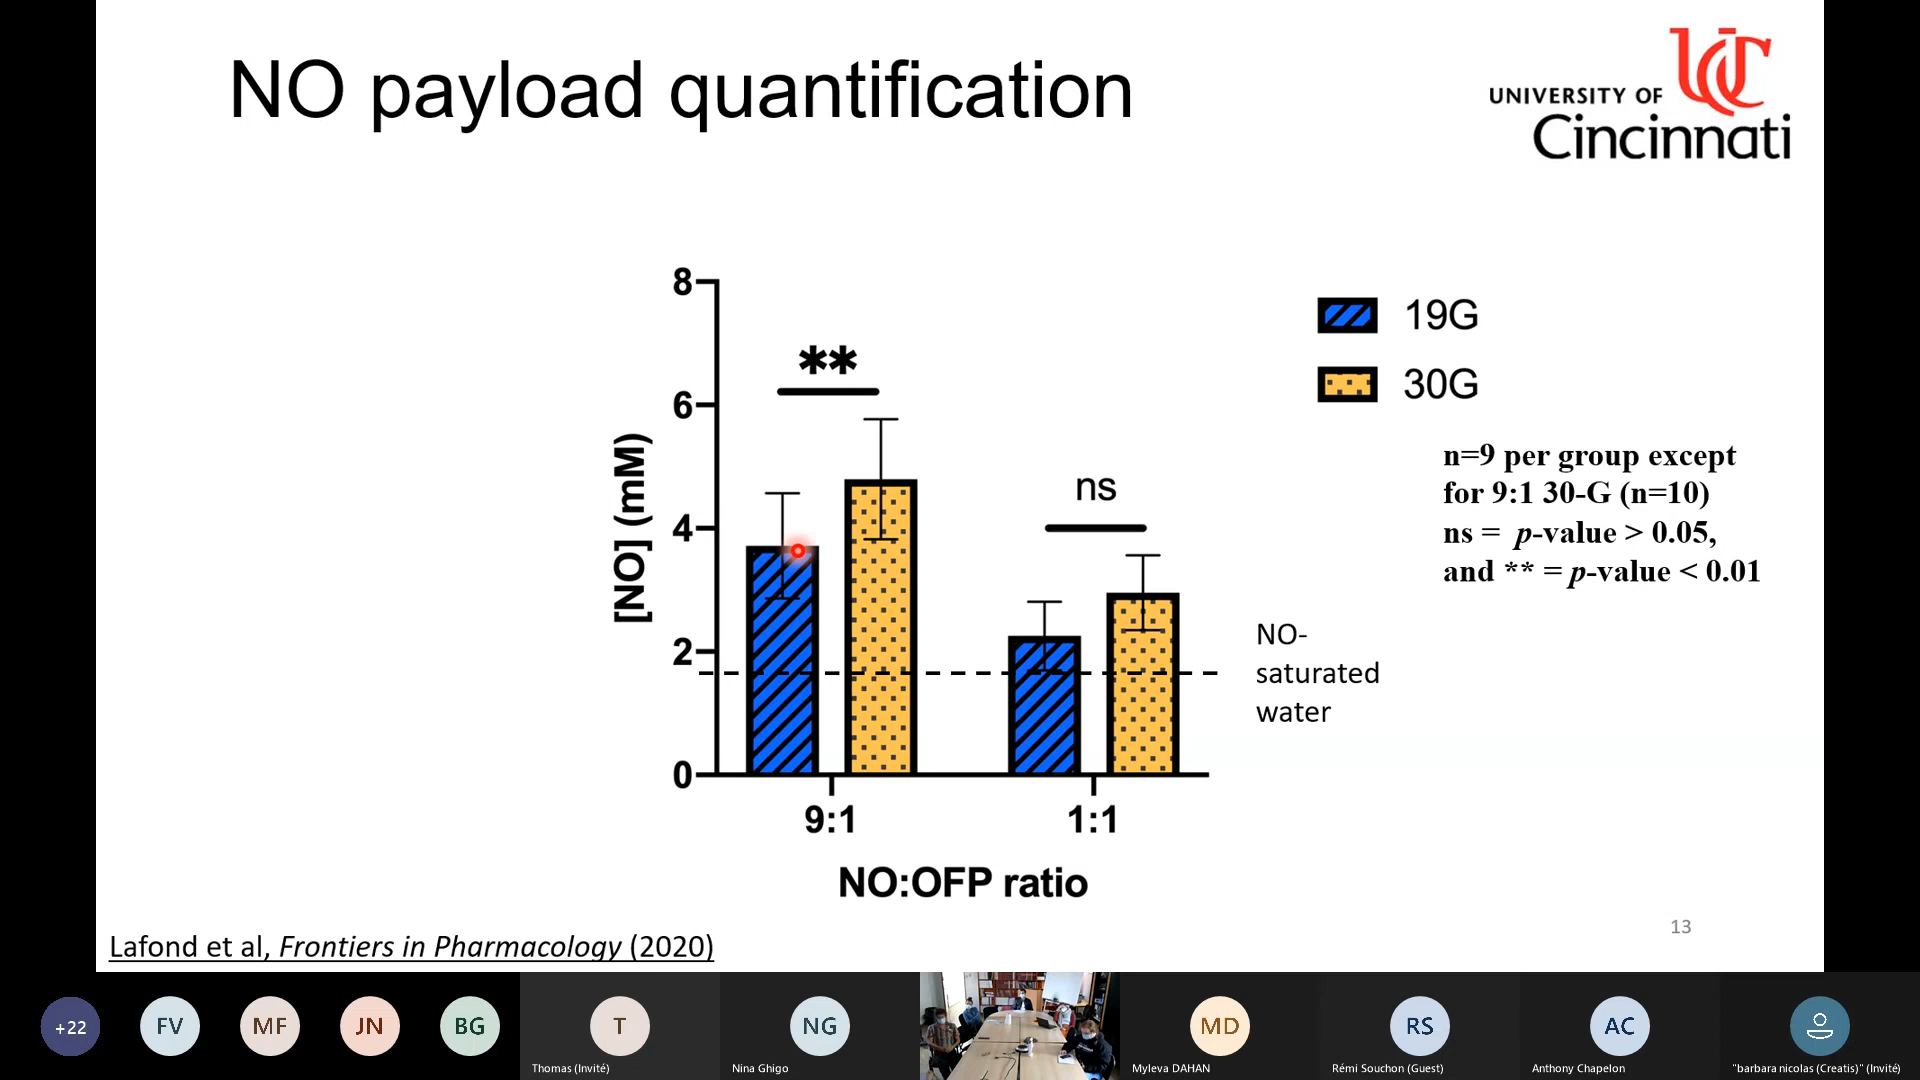 NO payload quantification
UNIVERSITY OF
UC
Cincinnati
8
6
4
2
0
[NO] (mM)
**
ns
9:1
1:1
NO:OFP ratio
19G
30G
n=9 per group except
for 9:1 30-G (n=10)
ns = p-value > 0.05,
and ** = p-value < 0.01
NO-
saturated
water
13
Lafond et al, Frontiers in Pharmacology (2020)
+22
FV
MF
JN
BG
T
Thomas (Invité)
NG
Nina Ghigo
MD
Myleva DAHAN
RS
Rémi Souchon (Guest)
AC
Anthony Chapelon
"barbara nicolas (Creatis)" (Invité)